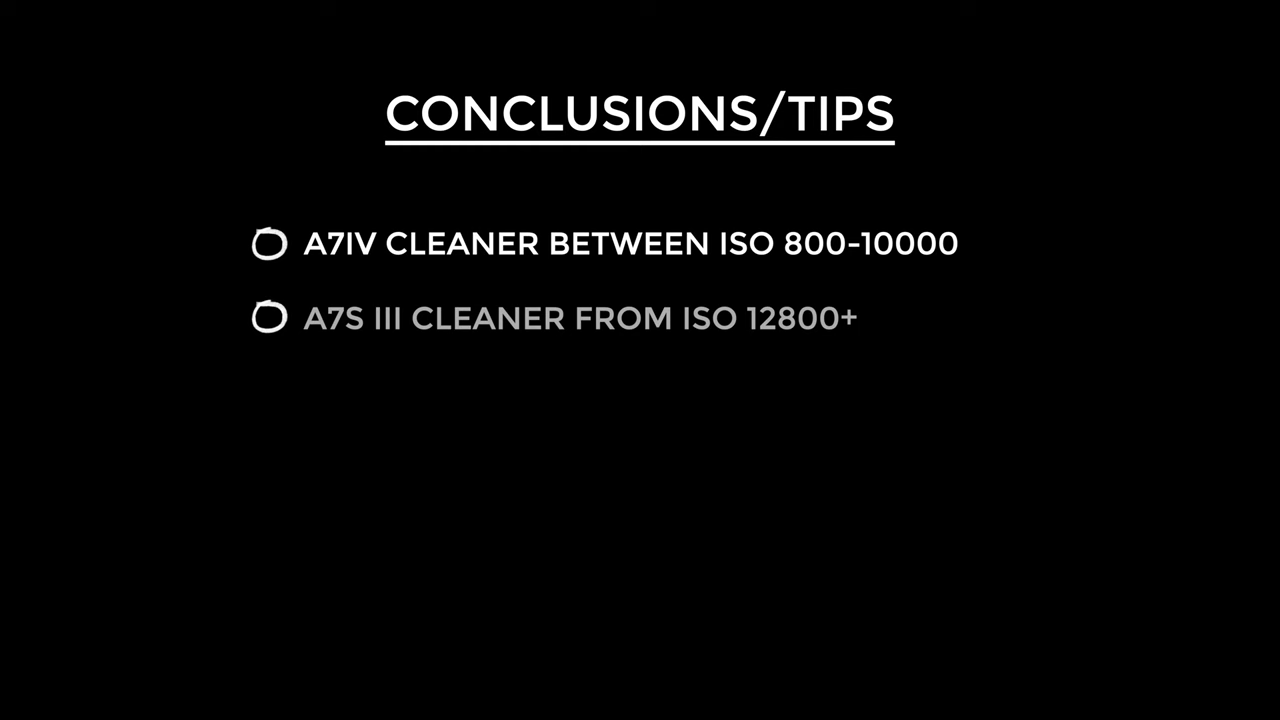 CONCLUSIONS/TIPS
A7IV CLEANER BETWEEN ISO 800-10000
A7S III CLEANER FROM ISO 12800+